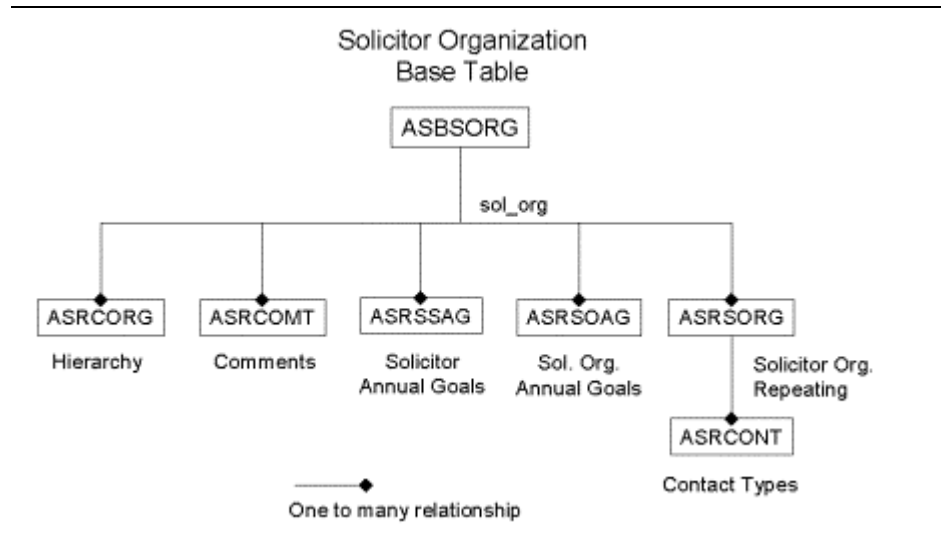 Solicitor Organization
Base Table
ASBSORG
sol_org
ASRCORG
ASRCOMT
ASRSSAG
ASRSOAG
ASRSORG
Hierarchy
Comments
Solicitor
Annual Goals
Sol. Org.
Annual Goals
Solicitor Org.
Repeating
ASRCONT
Contact Types
One to many relationship